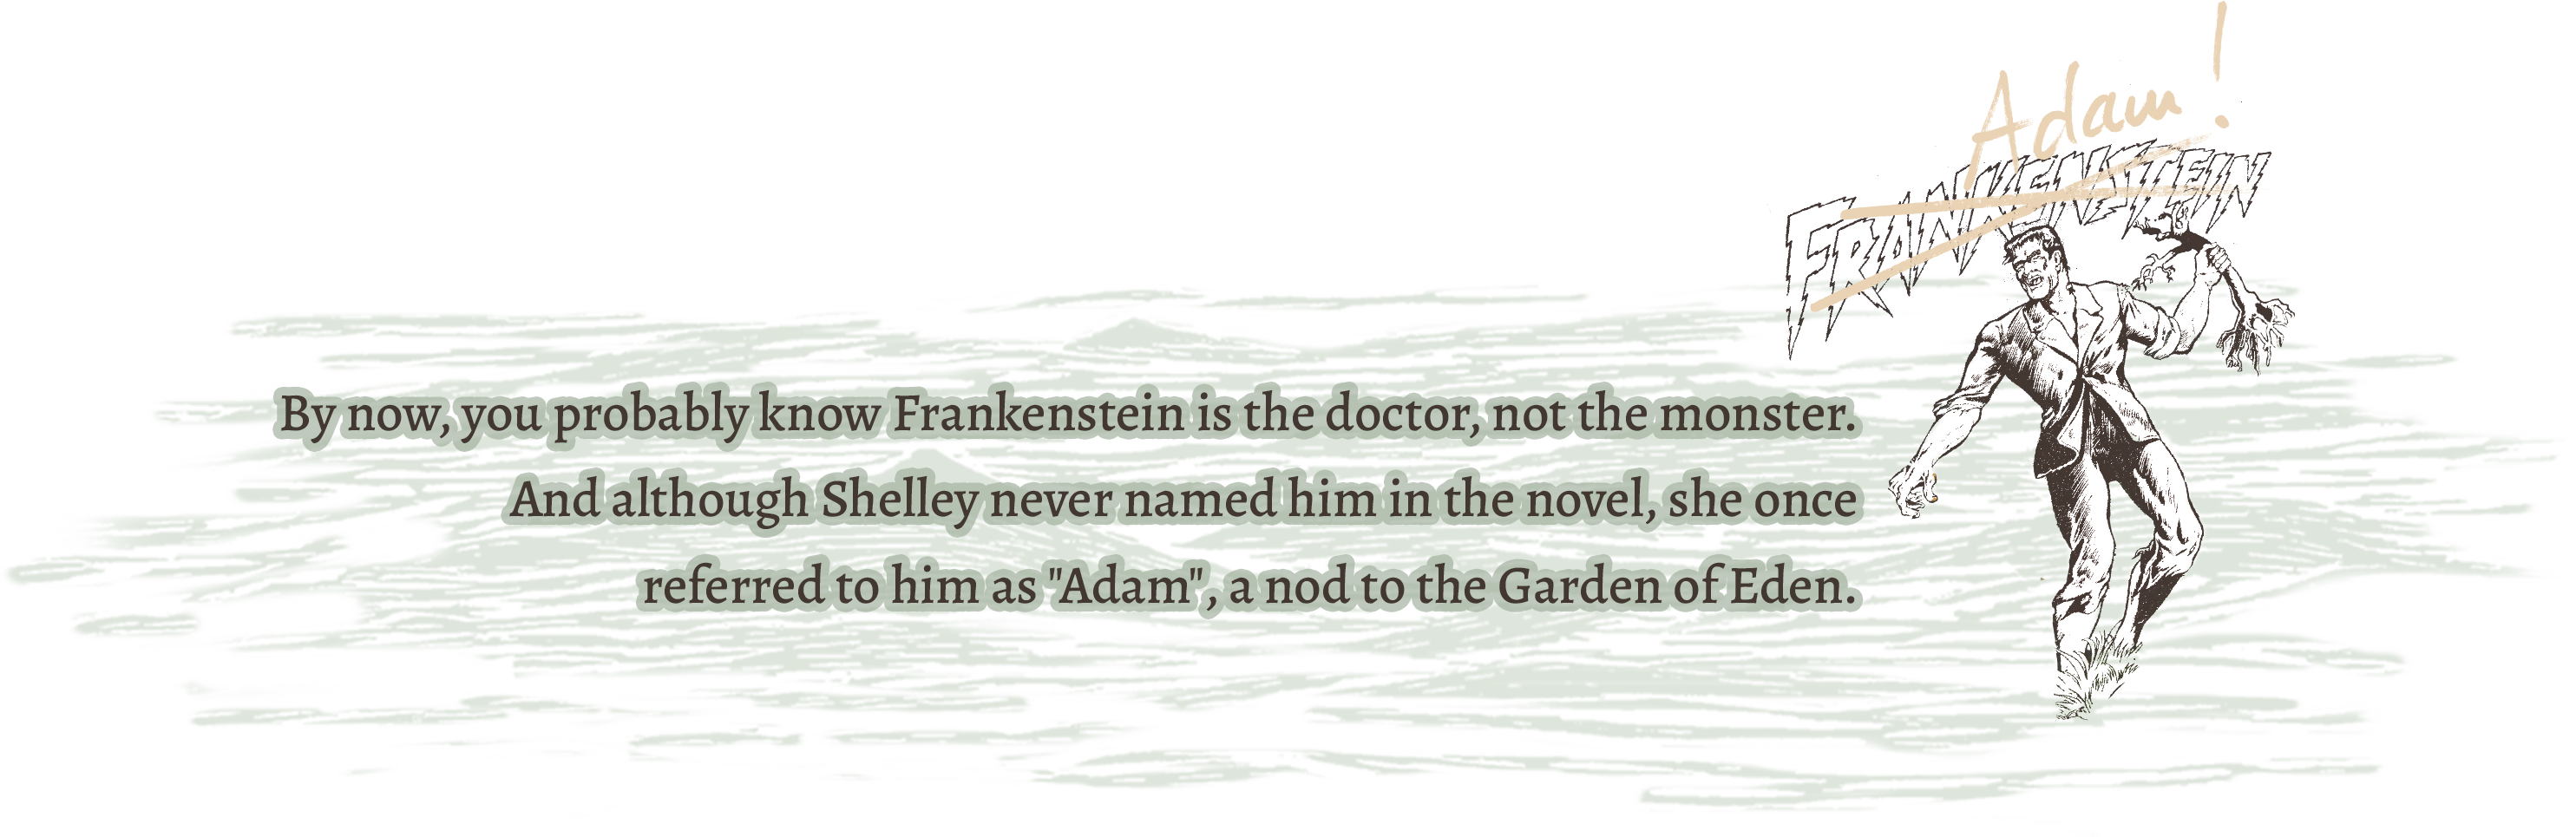 Adam!
FRANKENSTEIN
By now, you probably know Frankenstein is the doctor, not the monster.
And although Shelley never named him in the novel, she once
referred to him as "Adam", a nod to the Garden of Eden.